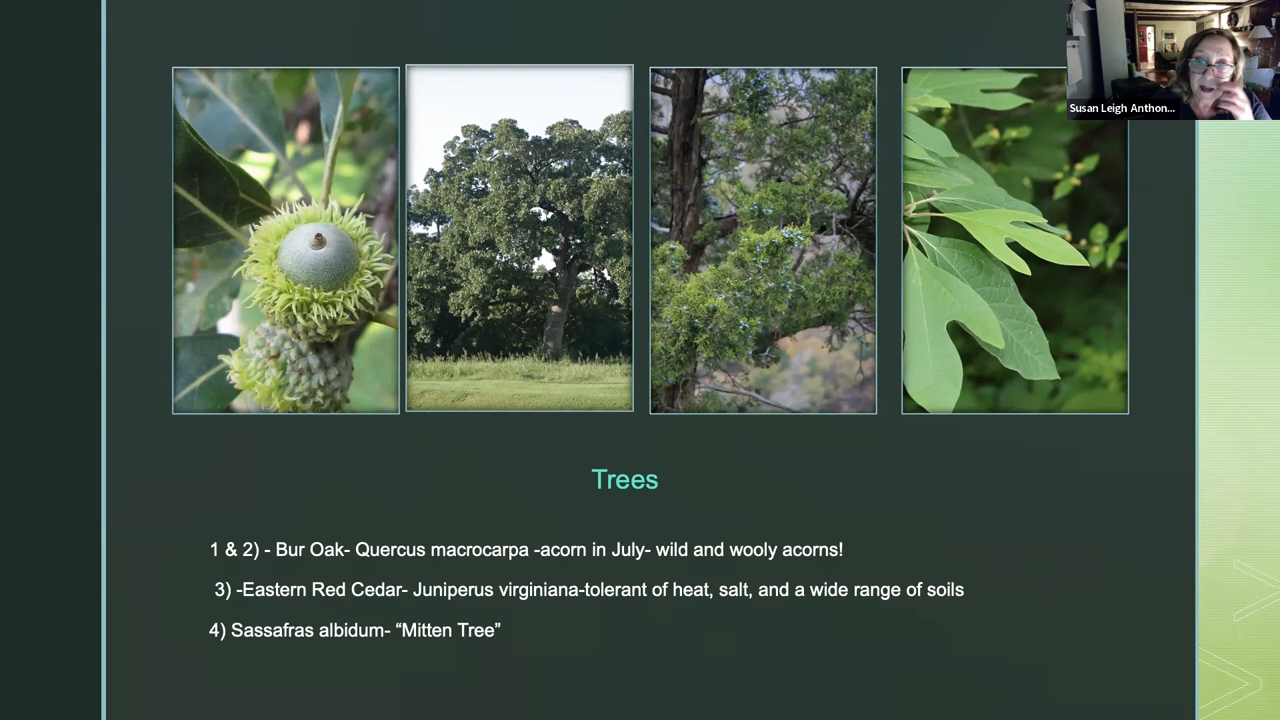 Susan Leigh Anthon...
Trees
1 & 2) - Bur Oak- Quercus macrocarpa -acorn in July- wild and wooly acorns!
3) -Eastern Red Cedar- Juniperus virginiana-tolerant of heat, salt, and a wide range of soils
4) Sassafras albidum- “Mitten Tree”